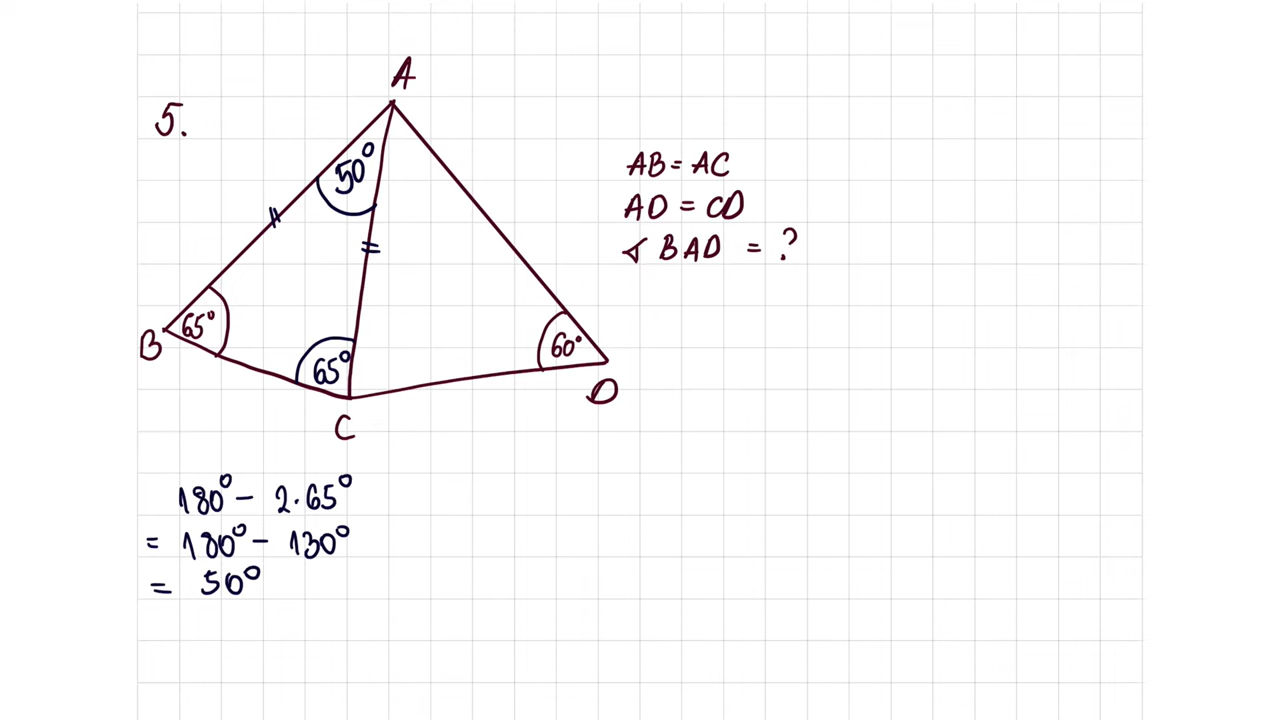 5.
A
50°
AB = AC
AD = CD
∢ BAD = ?
65°
B
65°
60°
C
D
180° - 2·65°
= 180° - 130°
= 50°